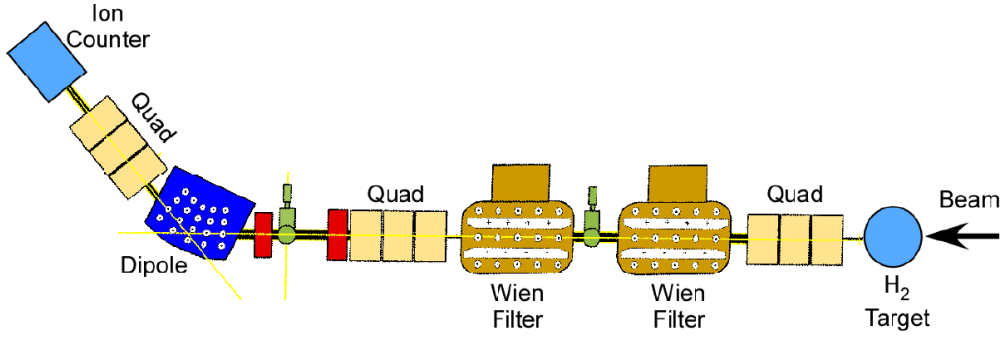 Ion
Counter
Quad
Dipole
Quad
Wien
Filter
Wien
Filter
Quad
Beam
H₂
Target